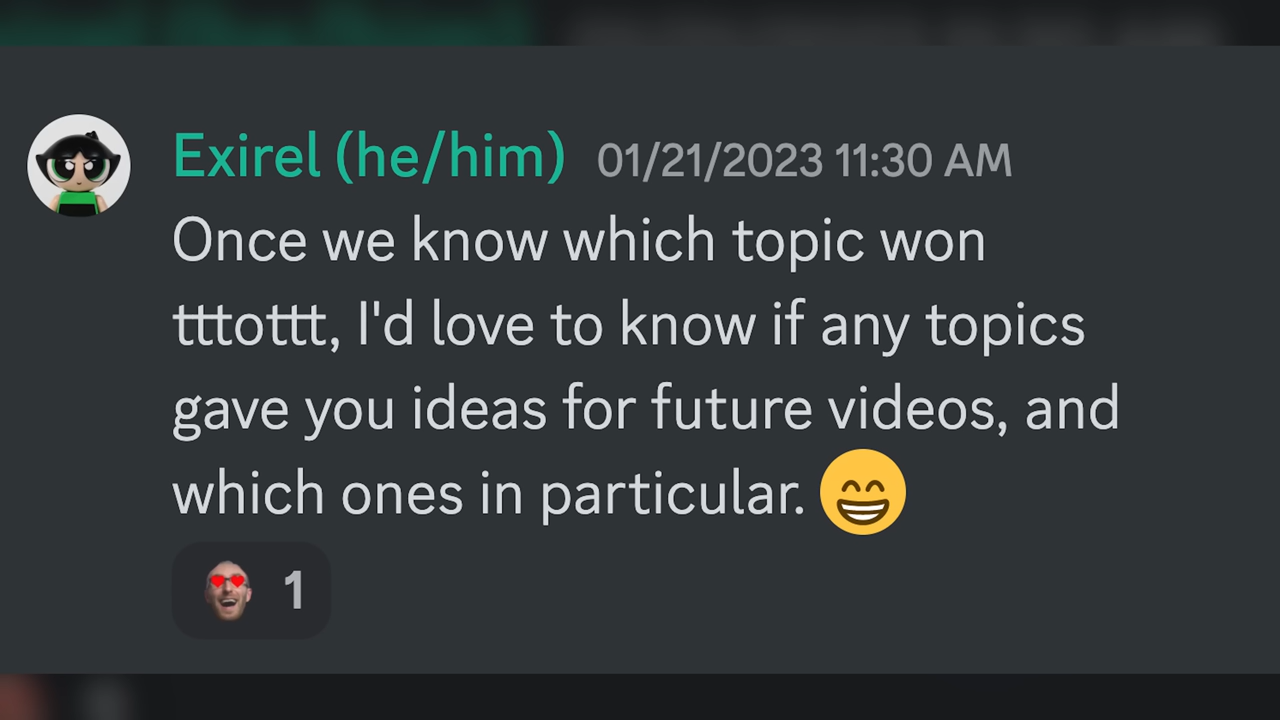 Exirel (he/him) 01/21/2023 11:30 AM
Once we know which topic won
tttottt, I'd love to know if any topics
gave you ideas for future videos, and
which ones in particular. 😁
1